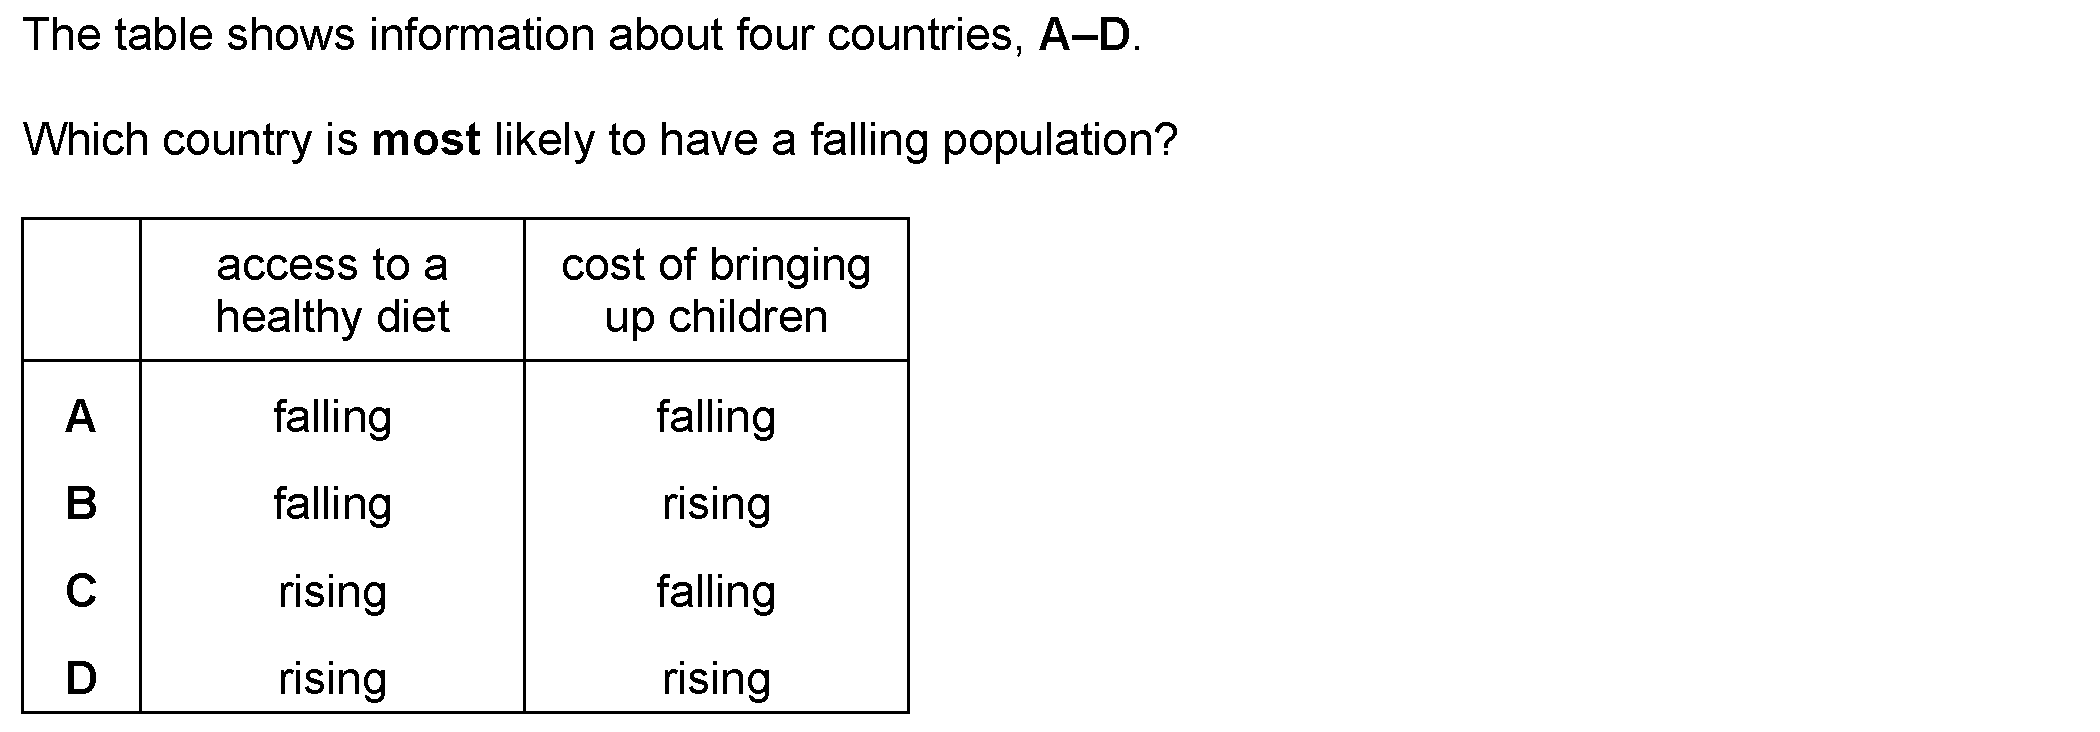 The table shows information about four countries, A–D.
Which country is most likely to have a falling population?
access to a healthy diet
cost of bringing up children
A falling falling
B falling rising
C rising falling
D rising rising